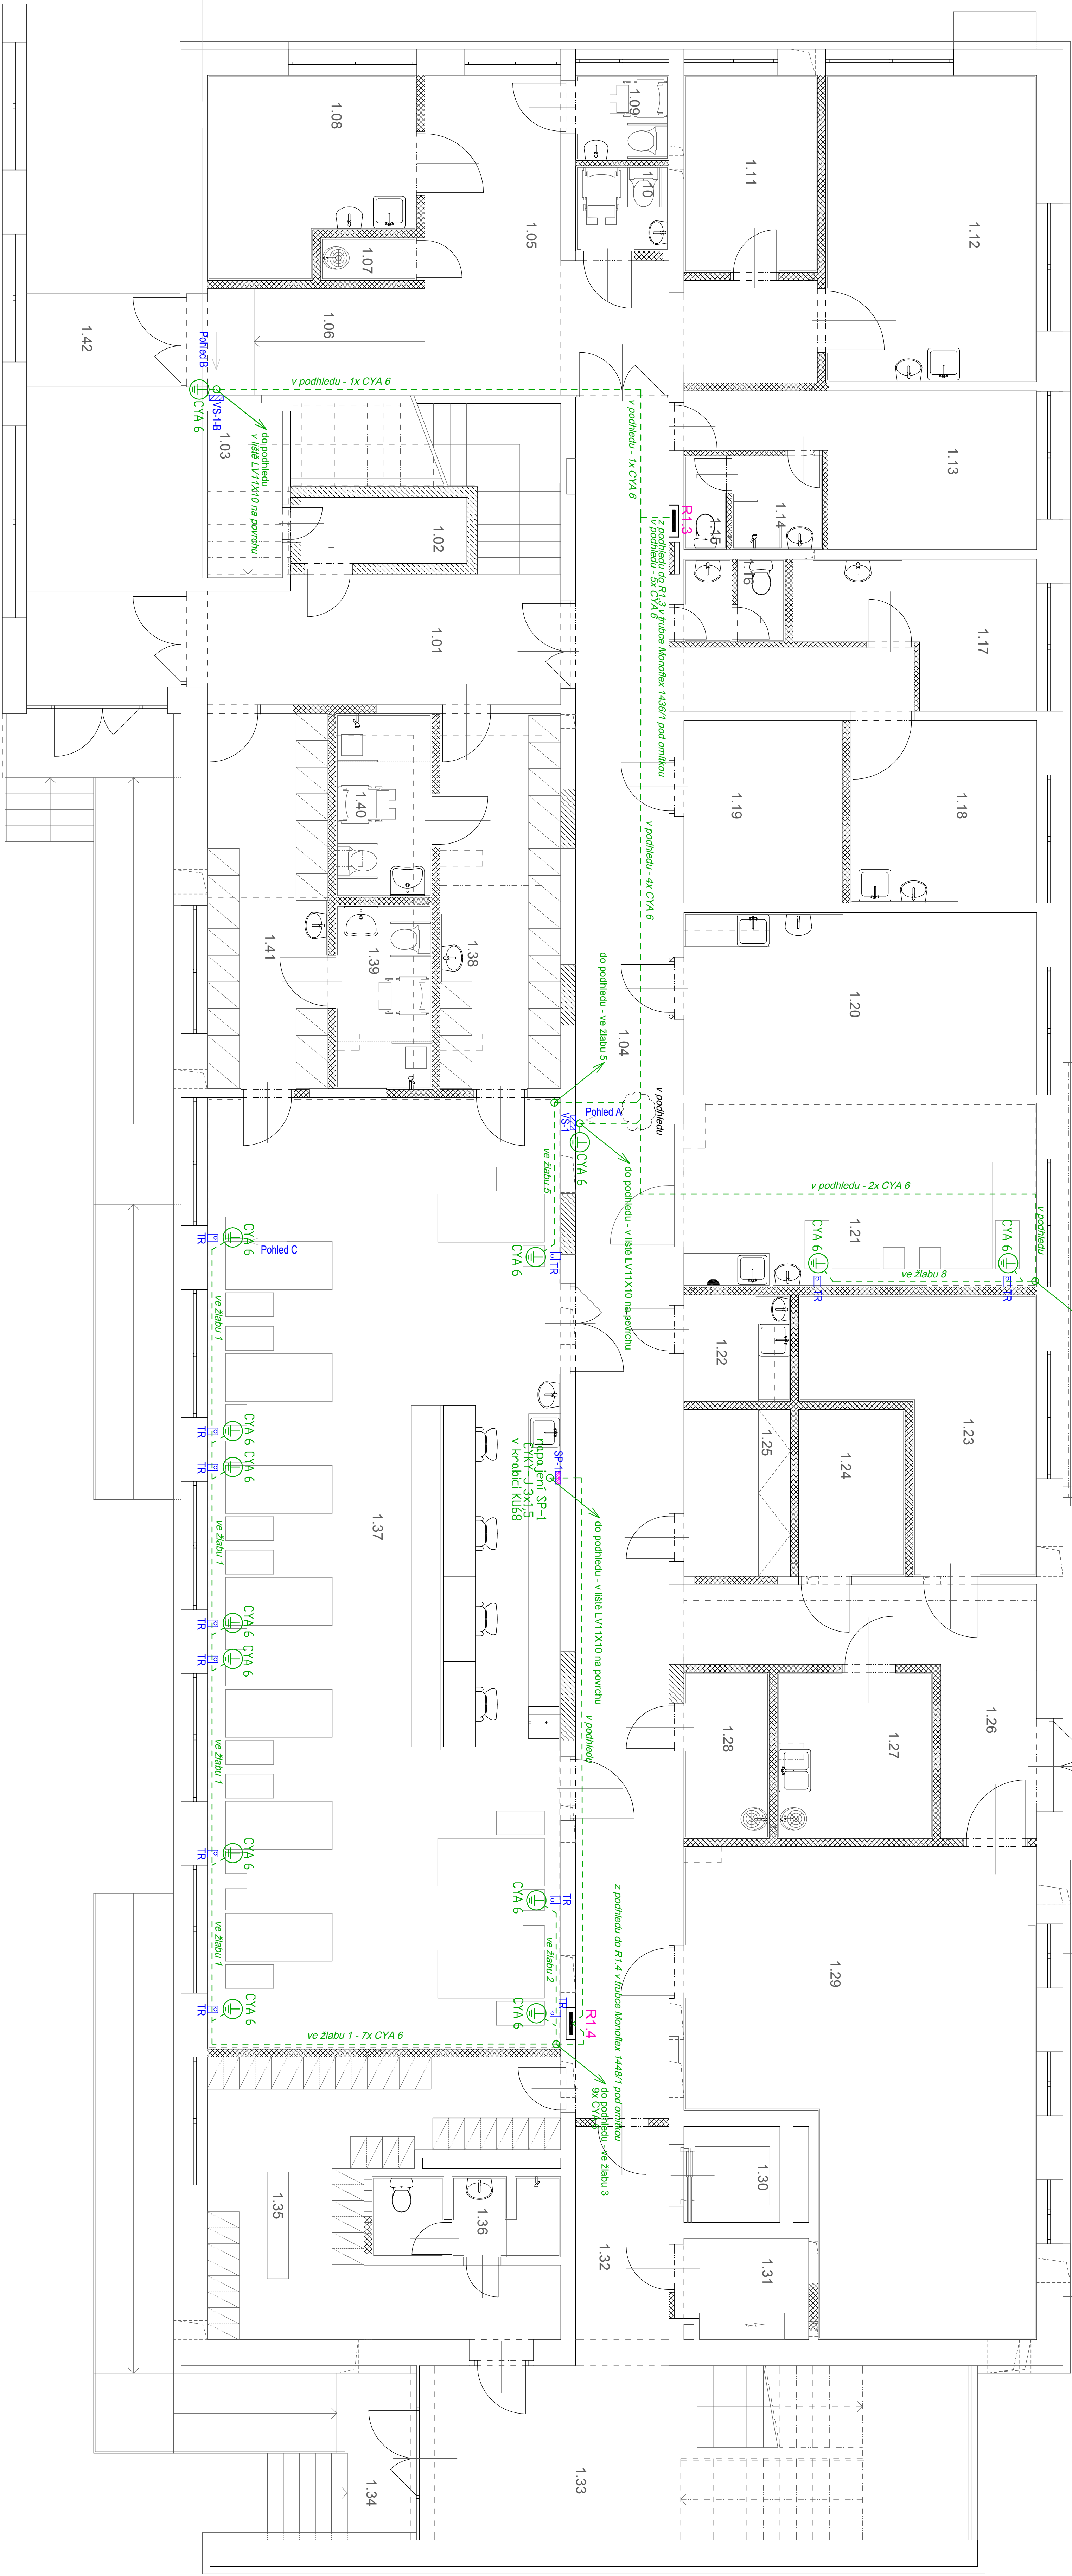 1.08
1.09
1.10
1.11
1.12
1.05
1.07
1.06
1.42
Pohled B
CYA 6
VS-1-B
v podhledu - 1x CYA 6
do podhledu
v liště LV11X10 na povrchu
1.03
1.02
1.01
v podhledu - 1x CYA 6
R1.3
z podhledu do R1.3 v trubce Monoflex 1436/1 pod omítkou
v podhledu - 5x CYA 6
1.13
1.14
1.15
1.17
1.18
1.19
v podhledu - 4x CYA 6
1.20
1.40
1.41
1.39
1.38
do podhledu - ve žlabu 5
1.04
v podhledu
Pohled A
VS-1
CYA 6
do podhledu - v liště LV11X10 na povrchu
v podhledu - 2x CYA 6
v podhledu
1.21
CYA 6
CYA 6
ve žlabu 8
TR
TR
ve žlabu 5
CYA 6
TR
CYA 6
TR
Pohled C
ve žlabu 1
1.22
1.23
1.24
1.25
CYA 6
CYA 6
TR
TR
ve žlabu 1
1.37
SP-1
napojení SP-1
CYKY-J 3x1,5
v krabici KU68
do podhledu - v liště LV11X10 na povrchu
v podhledu
CYA 6
CYA 6
TR
TR
ve žlabu 1
1.26
1.27
1.28
CYA 6
TR
ve žlabu 1
CYA 6
TR
CYA 6
TR
ve žlabu 2
CYA 6
TR
R1.4
z podhledu do R1.4 v trubce Monoflex 1448/1 pod omítkou
do podhledu - ve žlabu 3
9x CYA 6
ve žlabu 1 - 7x CYA 6
1.29
1.30
1.31
1.32
1.35
1.36
1.33
1.34